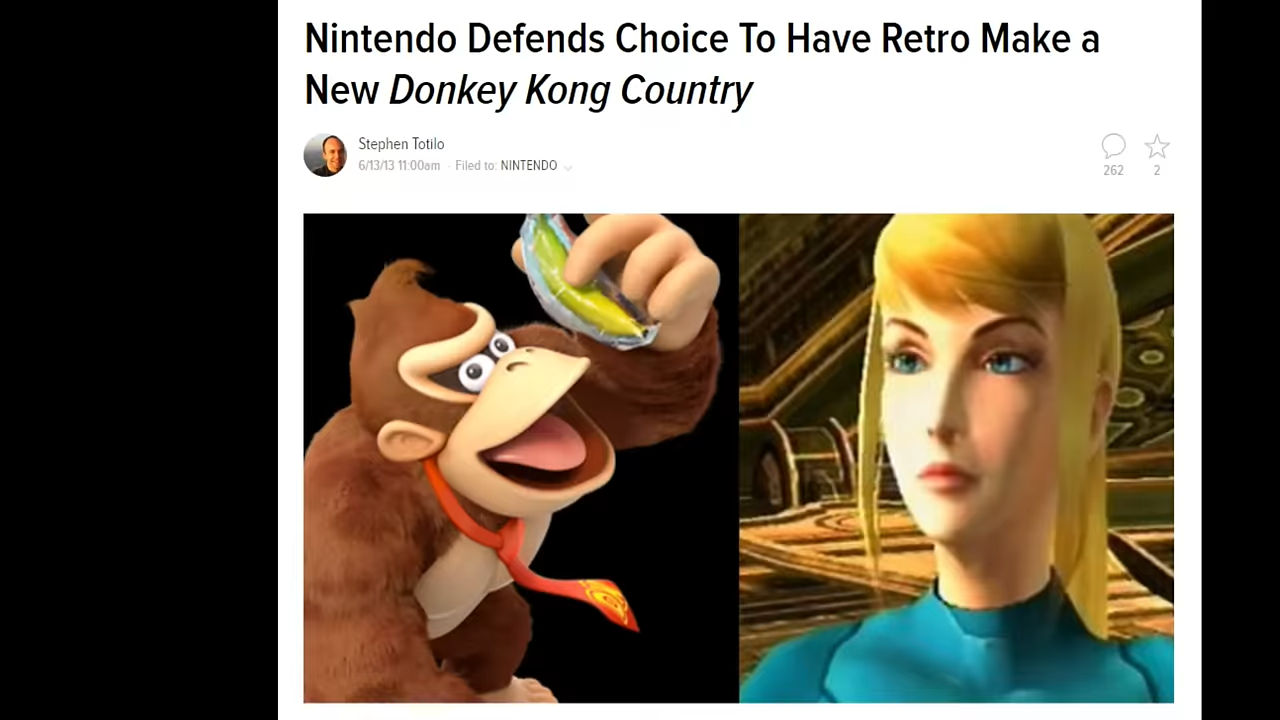 Nintendo Defends Choice To Have Retro Make a
New Donkey Kong Country
Stephen Totilo
6/13/13 11:00am · Filed to: NINTENDO
262
2